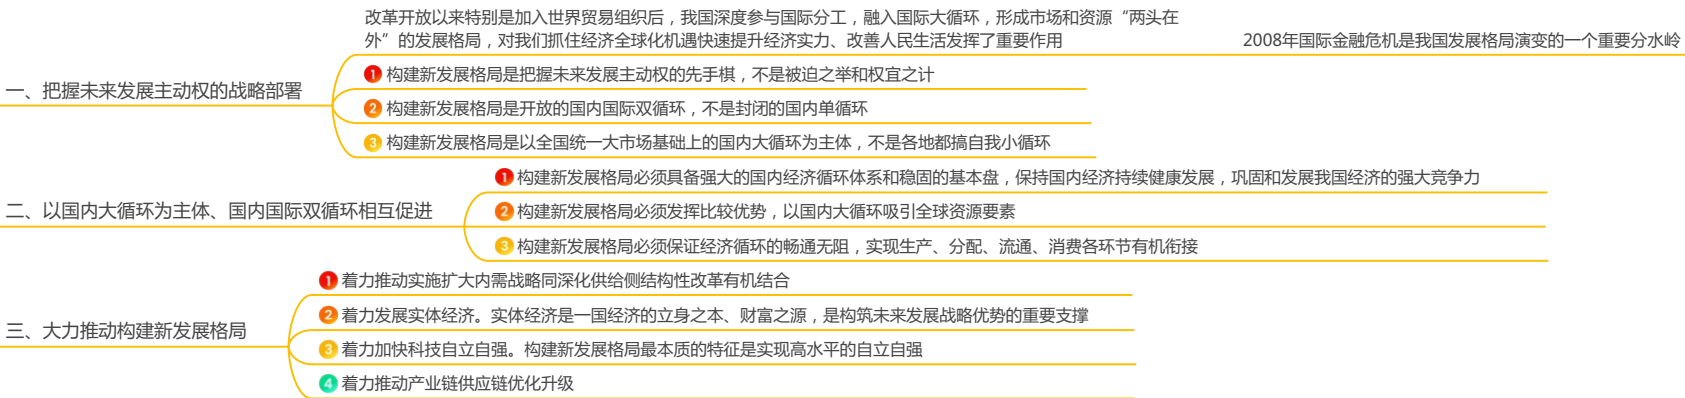 一、把握未来发展主动权的战略部署
改革开放以来特别是加入世界贸易组织后，我国深度参与国际分工，融入国际大循环，形成市场和资源“两头在
外”的发展格局，对我们抓住经济全球化机遇快速提升经济实力、改善人民生活发挥了重要作用
2008年国际金融危机是我国发展格局演变的一个重要分水岭
1 构建新发展格局是把握未来发展主动权的先手棋，不是被迫之举和权宜之计
2 构建新发展格局是开放的国内国际双循环，不是封闭的国内单循环
3 构建新发展格局是以全国统一大市场基础上的国内大循环为主体，不是各地都搞自我小循环
二、以国内大循环为主体、国内国际双循环相互促进
1 构建新发展格局必须具备强大的国内经济循环体系和稳固的基本盘，保持国内经济持续健康发展，巩固和发展我国经济的强大竞争力
2 构建新发展格局必须发挥比较优势，以国内大循环吸引全球资源要素
3 构建新发展格局必须保证经济循环的畅通无阻，实现生产、分配、流通、消费各环节有机衔接
三、大力推动构建新发展格局
1 着力推动实施扩大内需战略同深化供给侧结构性改革有机结合
2 着力发展实体经济。实体经济是一国经济的立身之本、财富之源，是构筑未来发展战略优势的重要支撑
3 着力加快科技自立自强。构建新发展格局最本质的特征是实现高水平的自立自强
4 着力推动产业链供应链优化升级